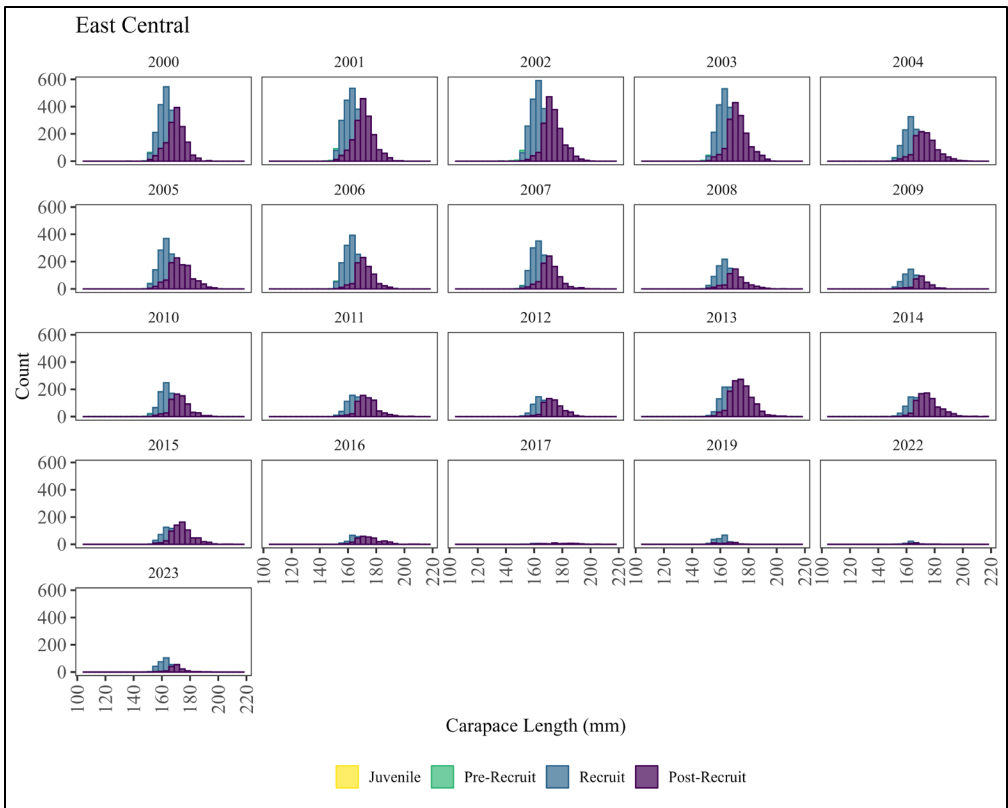 East Central
2000 2001 2002 2003 2004
600
400
200
0
2005 2006 2007 2008 2009
600
400
200
0
2010 2011 2012 2013 2014
600
400
200
0
2015 2016 2017 2019 2022
600
400
200
0
100 120 140 160 180 200 220 100 120 140 160 180 200 220 100 120 140 160 180 200 220 100 120 140 160 180 200 220
2023
600
400
200
0
100 120 140 160 180 200 220
Count
Carapace Length (mm)
Juvenile Pre-Recruit Recruit Post-Recruit